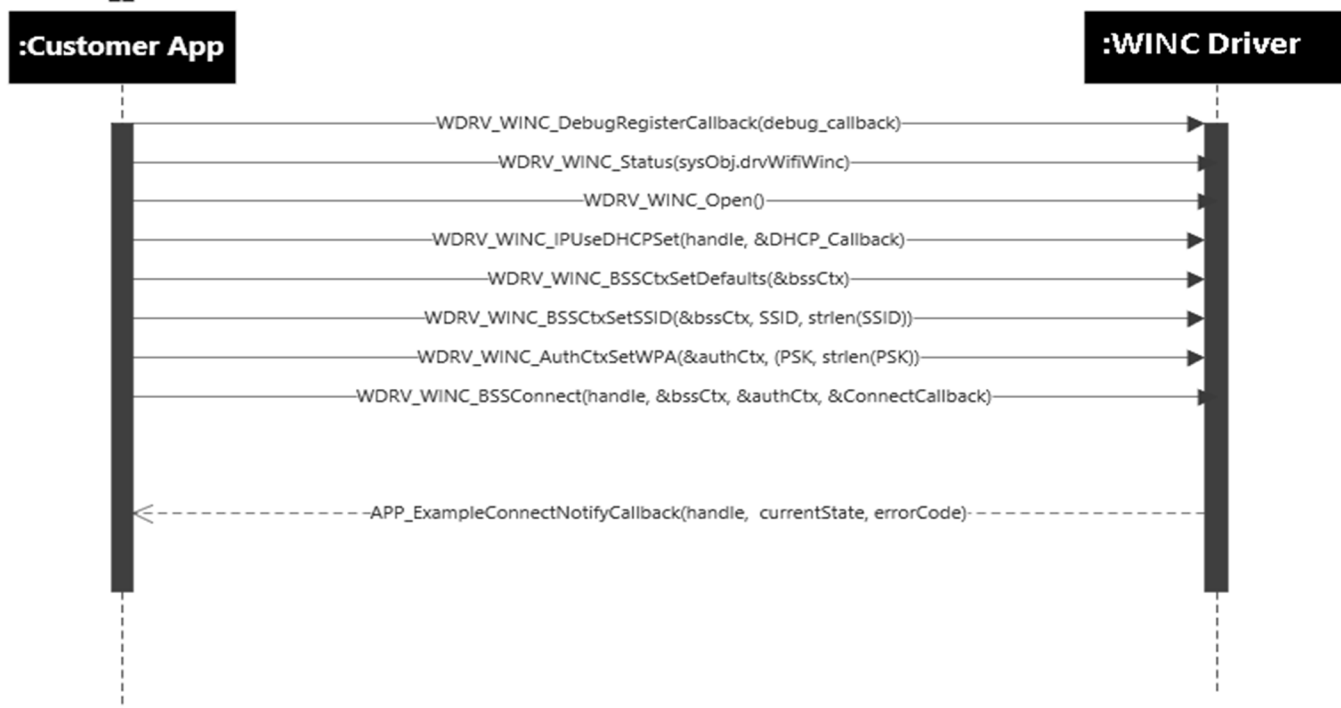 :Customer App
:WINC Driver
WDRV_WINC_DebugRegisterCallback(debug_callback)
WDRV_WINC_Status(sysObj.drvWifiWinc)
WDRV_WINC_Open()
WDRV_WINC_IPUseDHCPSet(handle, &DHCP_Callback)
WDRV_WINC_BSSCtxSetDefaults(&bssCtx)
WDRV_WINC_BSSCtxSetSSID(&bssCtx, SSID, strlen(SSID))
WDRV_WINC_AuthCtxSetWPA(&authCtx, (PSK, strlen(PSK))
WDRV_WINC_BSSConnect(handle, &bssCtx, &authCtx, &ConnectCallback)
APP_ExampleConnectNotifyCallback(handle, currentState, errorCode)